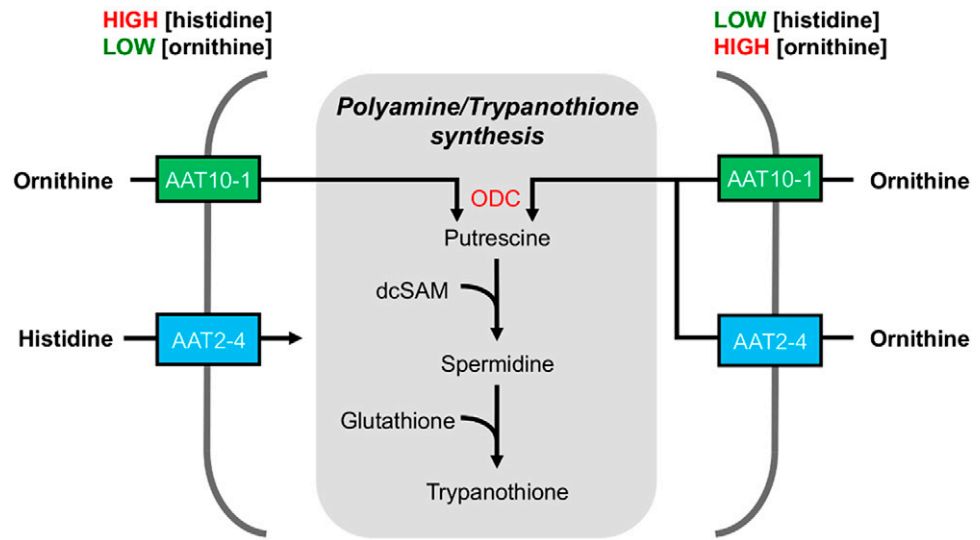 HIGH [histidine]
LOW [ornithine]
LOW [histidine]
HIGH [ornithine]
Polyamine/Trypanothione
synthesis
Ornithine
AAT10-1
ODC
AAT10-1
Ornithine
Putrescine
dcSAM
Histidine
AAT2-4
AAT2-4
Ornithine
Spermidine
Glutathione
Trypanothione